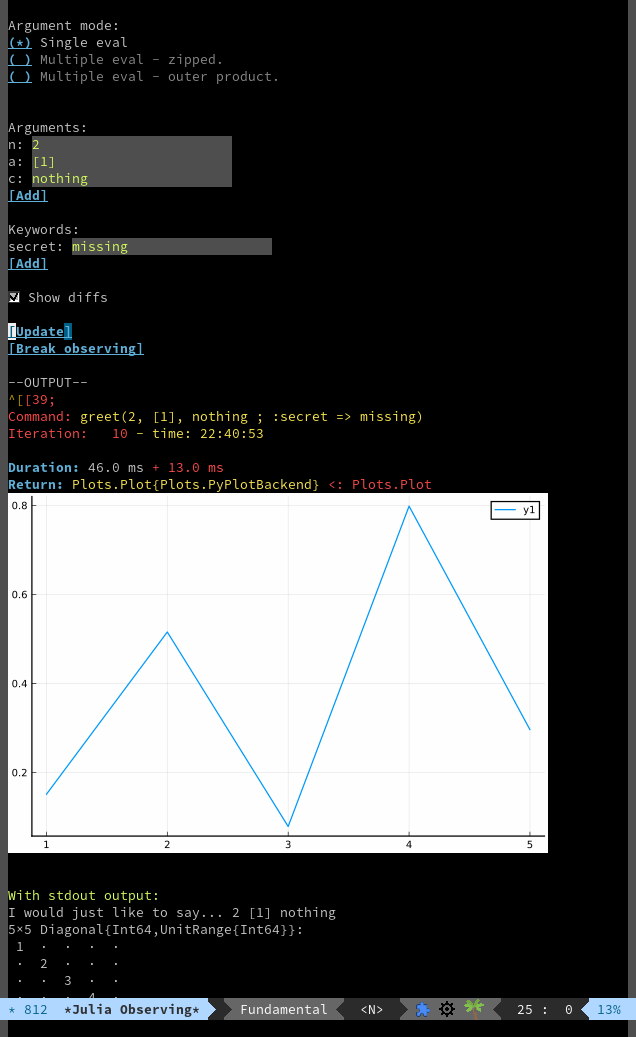 Argument mode:
(*) Single eval
( ) Multiple eval - zipped.
( ) Multiple eval - outer product.
Arguments:
n: 2
a: [1]
c: nothing
[Add]
Keywords:
secret: missing
[Add]
Show diffs
[Update]
[Break observing]
--OUTPUT--
^[[39;
Command: greet(2, [1], nothing ; :secret => missing)
Iteration:   10 - time: 22:40:53
Duration: 46.0 ms + 13.0 ms
Return: Plots.Plot{Plots.PyPlotBackend} <: Plots.Plot
0.8
y1
0.6
0.4
0.2
1 2 3 4 5
With stdout output:
I would just like to say... 2 [1] nothing
5×5 Diagonal{Int64,UnitRange{Int64}}:
 1  ⋅  ⋅  ⋅  ⋅
 ⋅  2  ⋅  ⋅  ⋅
 ⋅  ⋅  3  ⋅  ⋅
 ⋅  ⋅  ⋅  4  ⋅
* 812  *Julia Observing*  Fundamental  <N>  25 :  0  13%